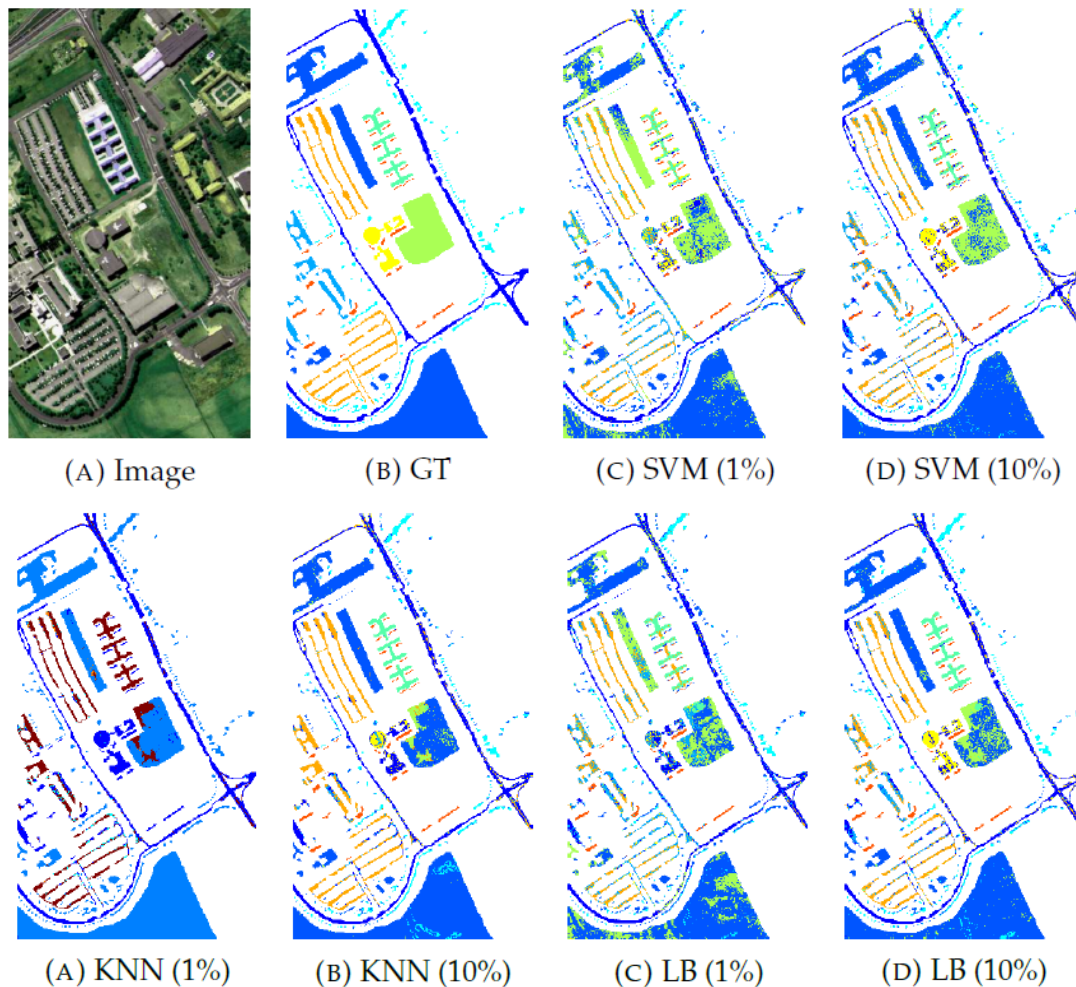 (A) Image
(B) GT
(C) SVM (1%)
(D) SVM (10%)
(A) KNN (1%)
(B) KNN (10%)
(C) LB (1%)
(D) LB (10%)